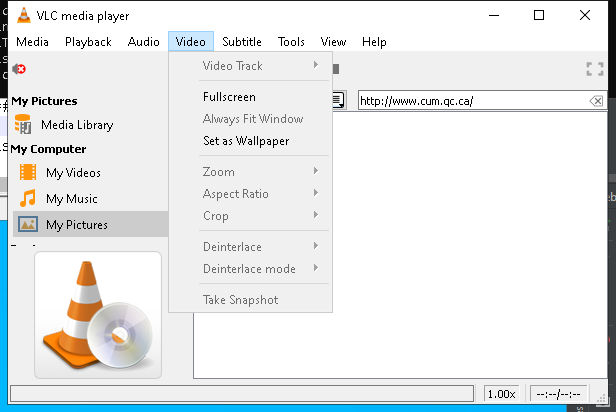 VLC media player
Media Playback Audio Video Subtitle Tools View Help
Video Track
Fullscreen
Always Fit Window
Set as Wallpaper
Zoom
Aspect Ratio
Crop
Deinterlace
Deinterlace mode
Take Snapshot
http://www.cum.qc.ca/
My Pictures
Media Library
My Computer
My Videos
My Music
My Pictures
1.00x --:--/--:--